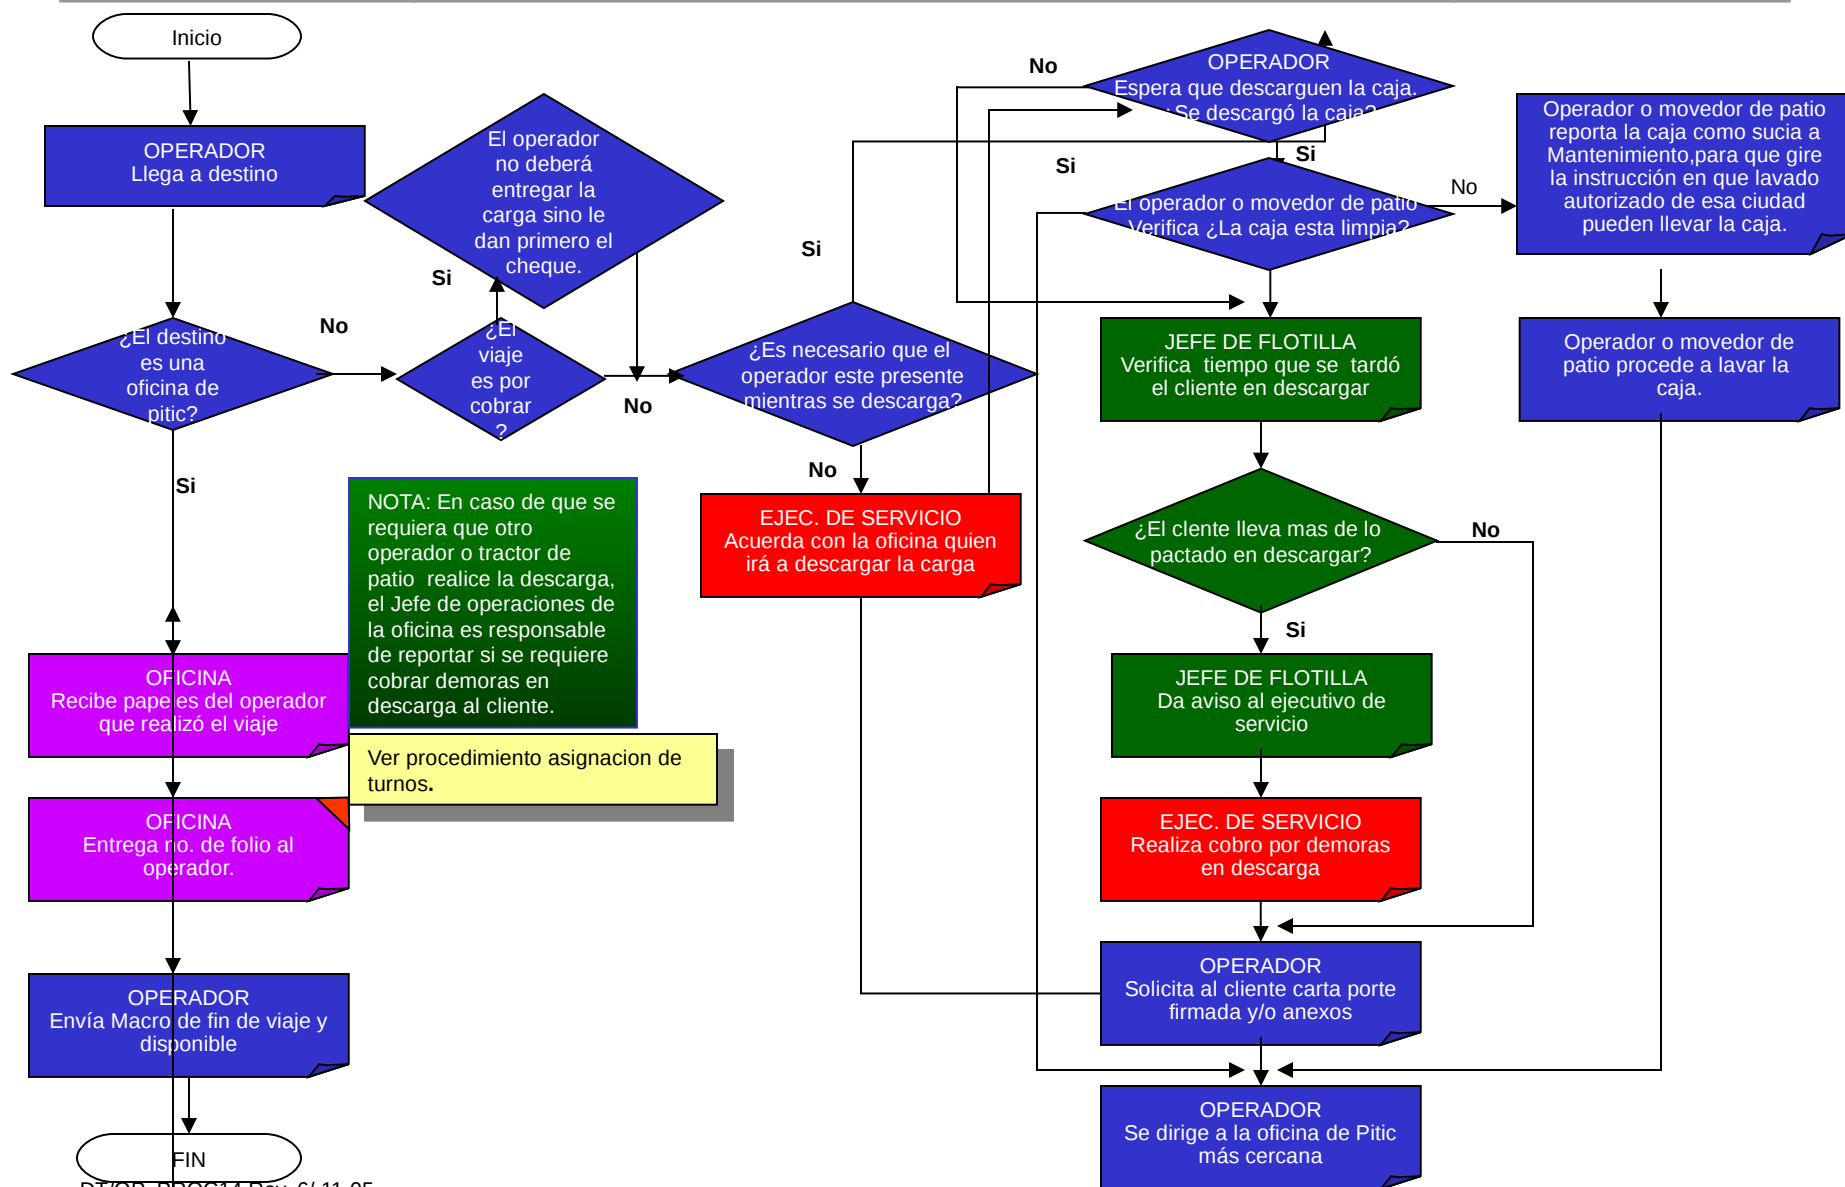 Inicio
OPERADOR
Llega a destino
¿El destino
es una
oficina de
pitic?
No
Si
El operador
no deberá
entregar la
carga sino le
dan primero el
cheque.
Si
¿El
viaje
es por
cobrar
?
No
¿Es necesario que el
operador este presente
mientras se descarga?
Si
No
EJEC. DE SERVICIO
Acuerda con la oficina quien
irá a descargar la carga
NOTA: En caso de que se
requiera que otro
operador o tractor de
patio realice la descarga,
el Jefe de operaciones de
la oficina es responsable
de reportar si se requiere
cobrar demoras en
descarga al cliente.
Ver procedimiento asignacion de
turnos.
OFICINA
Recibe papeles del operador
que realizó el viaje
OFICINA
Entrega no. de folio al
operador.
OPERADOR
Envía Macro de fin de viaje y
disponible
FIN
DT/OP- PROC14 Rev. 6/ 11-05
No
OPERADOR
Espera que descarguen la caja.
¿Se descargó la caja?
Si
Si
El operador o movedor de patio
Verifica ¿La caja esta limpia?
No
Operador o movedor de patio
reporta la caja como sucia a
Mantenimiento,para que gire
la instrucción en que lavado
autorizado de esa ciudad
pueden llevar la caja.
Operador o movedor de
patio procede a lavar la
caja.
JEFE DE FLOTILLA
Verifica tiempo que se tardó
el cliente en descargar
¿El clente lleva mas de lo
pactado en descargar?
No
Si
JEFE DE FLOTILLA
Da aviso al ejecutivo de
servicio
EJEC. DE SERVICIO
Realiza cobro por demoras
en descarga
OPERADOR
Solicita al cliente carta porte
firmada y/o anexos
OPERADOR
Se dirige a la oficina de Pitic
más cercana